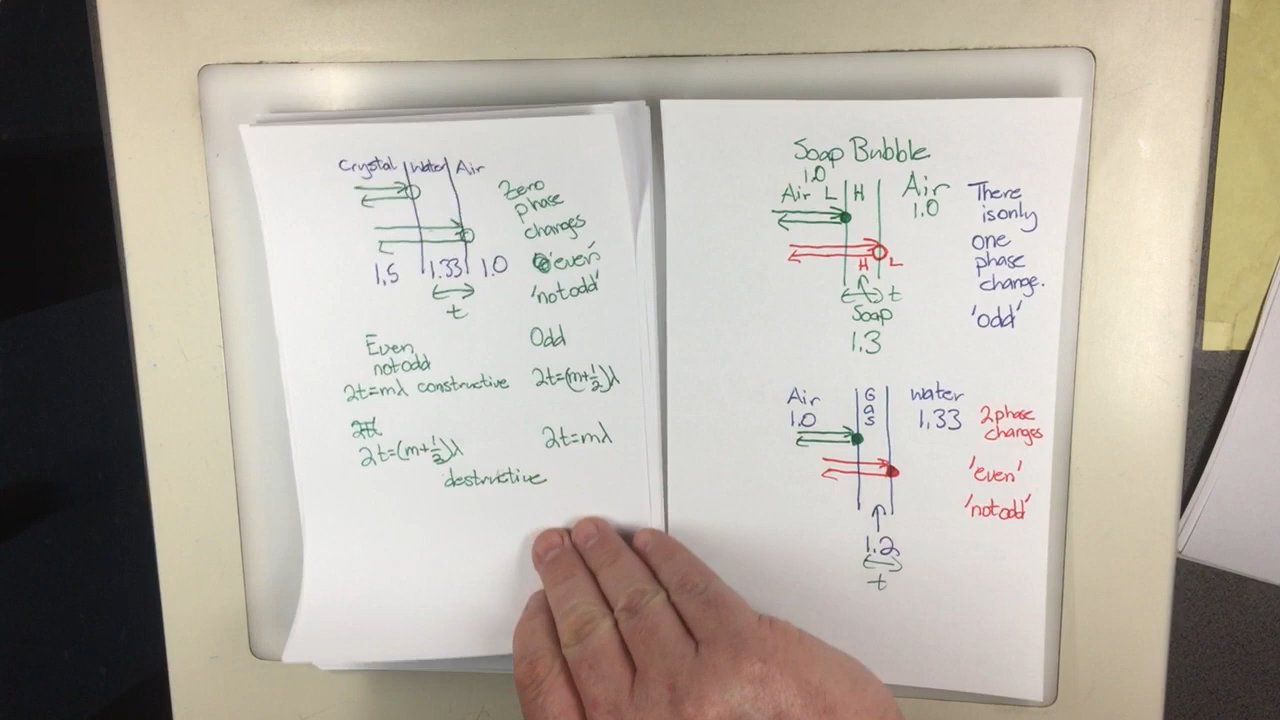 Crystal Water Air
Zero
phase
changes
'even'
'not odd'
1.5 1.33 1.0
t
Even
not odd
2t=mλ constructive
Odd
2t=(m+1/2)λ
2t=(m+1/2)λ
2t=mλ
destructive
Soap Bubble
1.0
Air L H Air
1.0
H L
t
Soap
1.3
There
is only
one
phase
change.
'odd'
Air
1.0
Gas
water
1.33
2 phase
changes
'even'
'not odd'
1.2
t